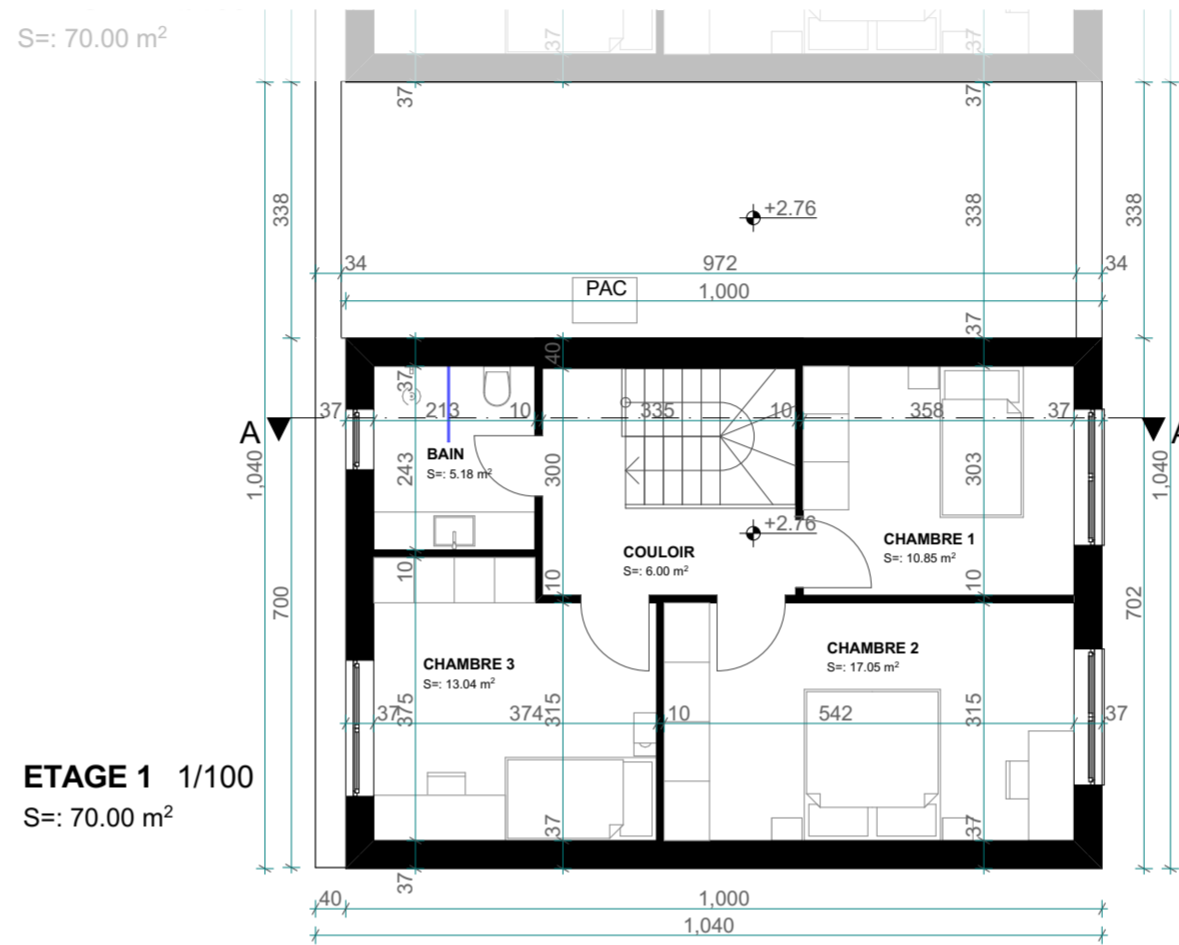 S=: 70.00 m²
37
37
37
37
338
338
338
+2.76
34
972
34
PAC
1,000
37
40
37
37
213
10
335
10
358
37
A
A
BAIN
S=: 5.18 m²
1,040
243
300
303
1,040
+2.76
COULOIR
S=: 6.00 m²
CHAMBRE 1
S=: 10.85 m²
10
10
10
700
702
CHAMBRE 3
S=: 13.04 m²
CHAMBRE 2
S=: 17.05 m²
37
375
374
315
10
542
315
37
ETAGE 1 1/100
S=: 70.00 m²
37
37
37
40
1,000
1,040